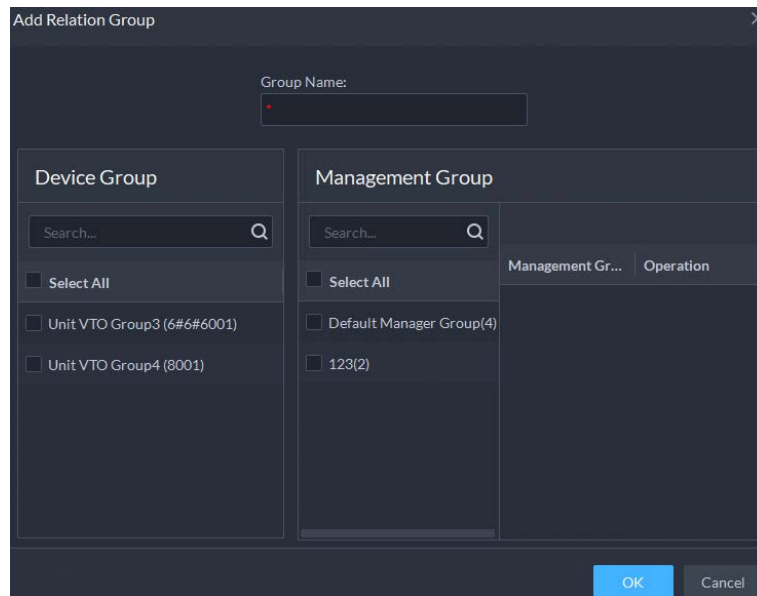 Add Relation Group
Group Name:
*
Device Group
Search...
Select All
Unit VTO Group3 (6#6#6001)
Unit VTO Group4 (8001)
Management Group
Search...
Select All
Default Manager Group(4)
123(2)
Management Gr... Operation
OK Cancel